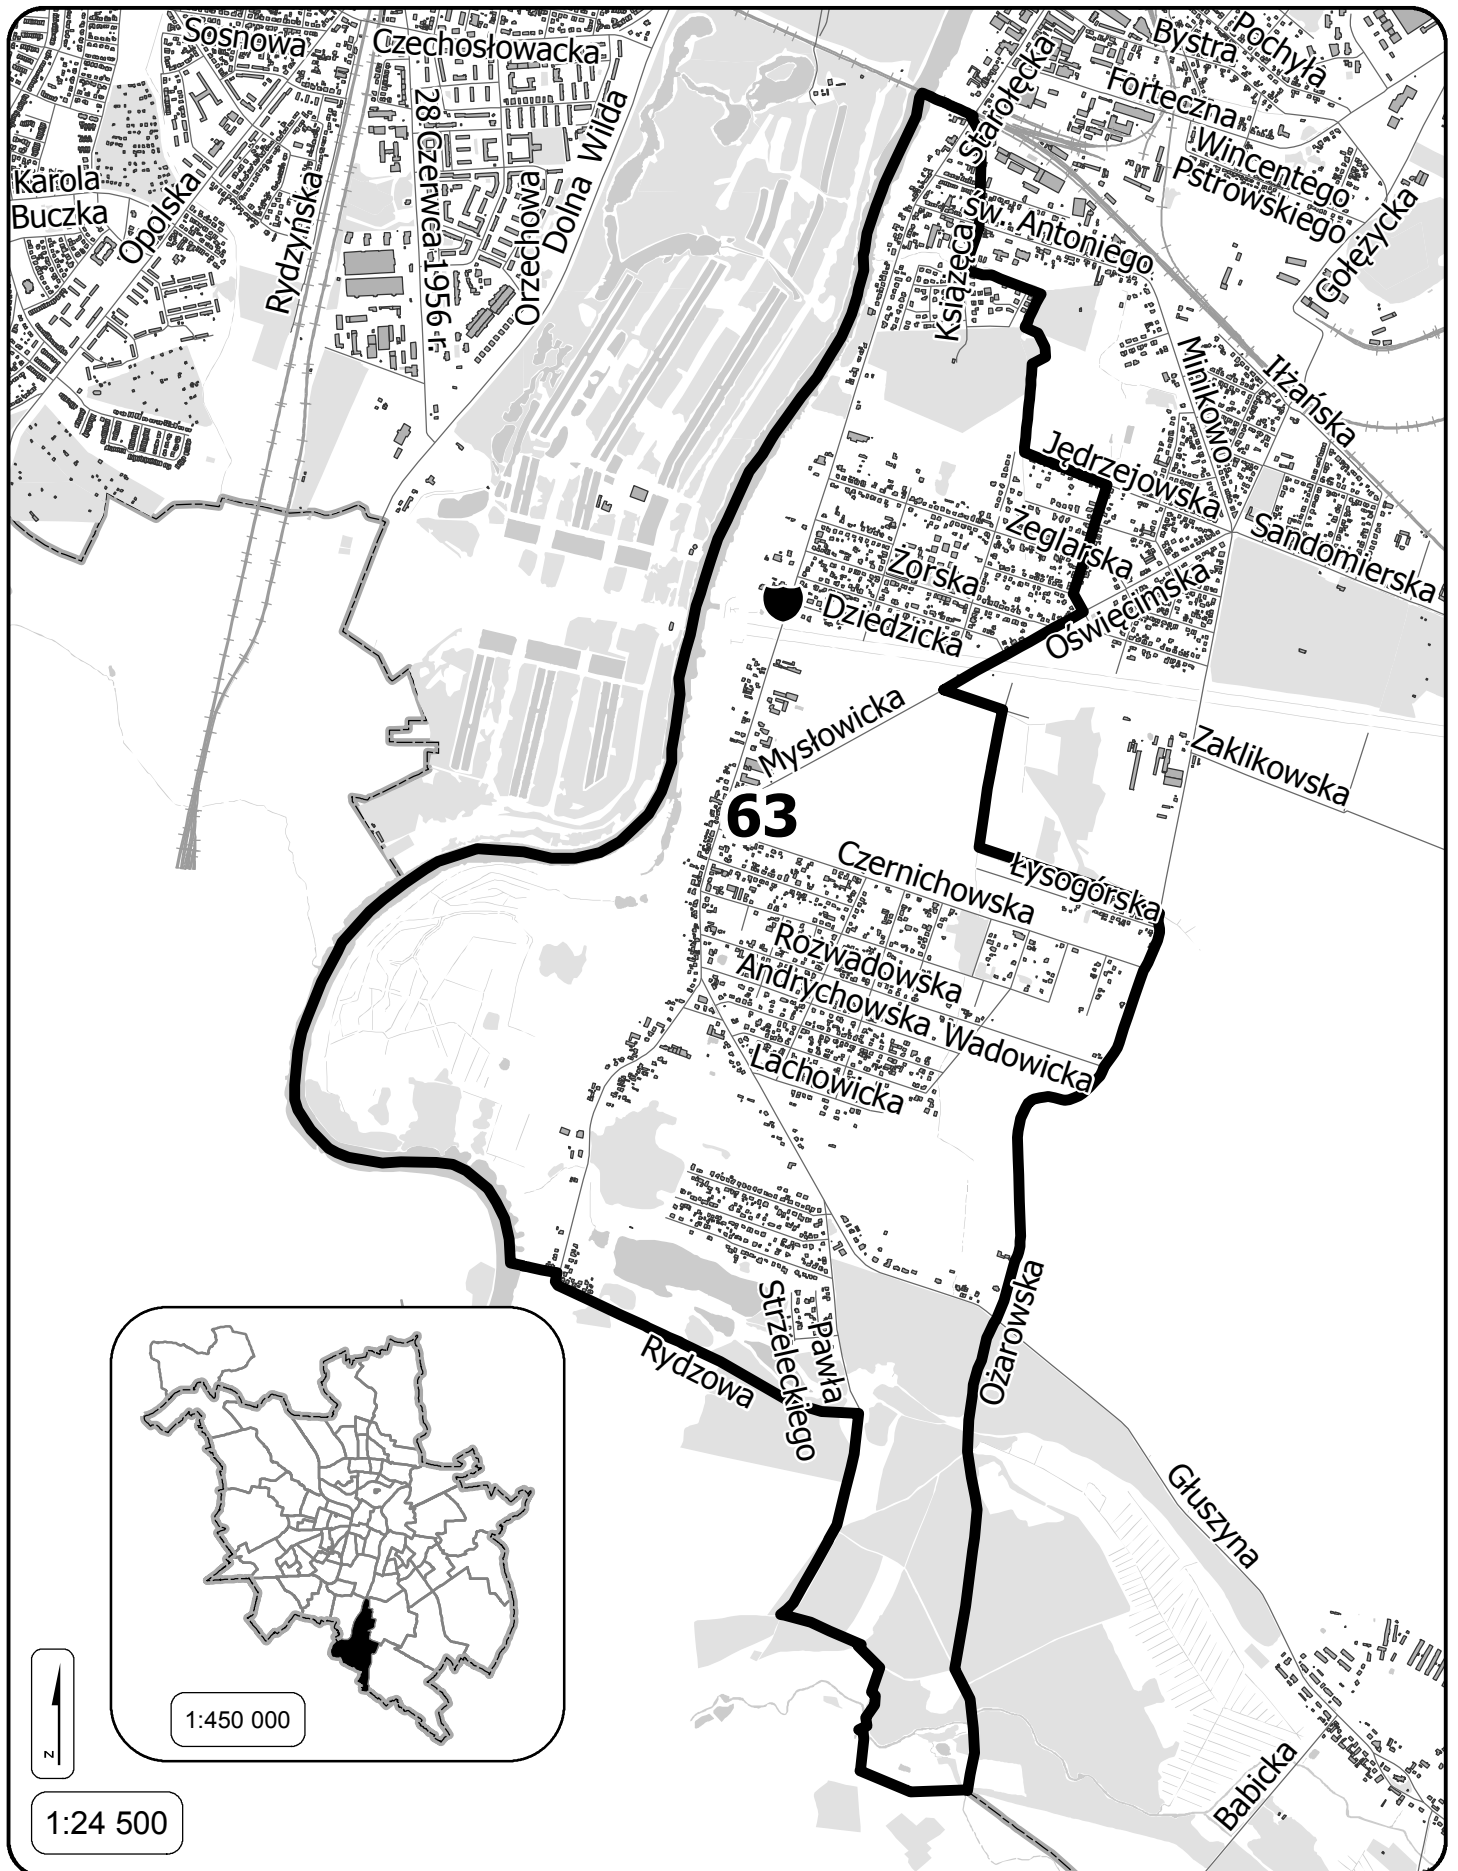 Sosnowa
Czechosłowacka
Bystra
Pochyła
Starołęcka
Forteczna
28 Czerwca 1956 r.
Dolna Wilda
Wincentego
Pstrowskiego
Karola
Buczka
Opolska
Rydzyńska
Orzechowa
św. Antoniego
Książęca
Gołężycka
Minikowo
Iłżańska
Jędrzejowska
Żeglarska
Sandomierska
Żorska
Dziedzicka
Oświęcimska
Mysłowicka
Zaklikowska
63
Czernichowska
Łysogórska
Rozwadowska
Andrychowska
Wadowicka
Lachowicka
Ożarowska
Rydzowa
Pawła
Strzeleckiego
Głuszyna
Babicka
1:450 000
N
1:24 500